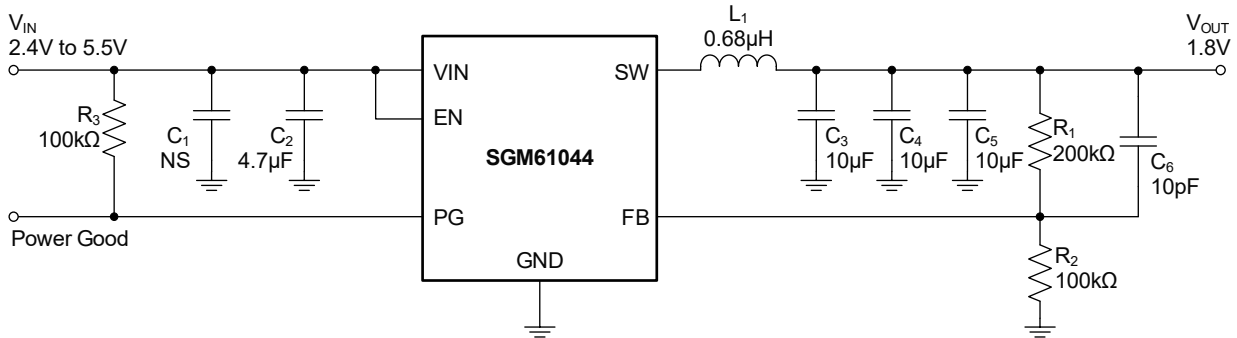 V_IN
2.4V to 5.5V
R₃
100kΩ
C₁
NS
C₂
4.7µF
Power Good
VIN
EN
PG
SW
FB
GND
SGM61044
L₁
0.68µH
C₃
10µF
C₄
10µF
C₅
10µF
R₁
200kΩ
C₆
10pF
R₂
100kΩ
V_OUT
1.8V